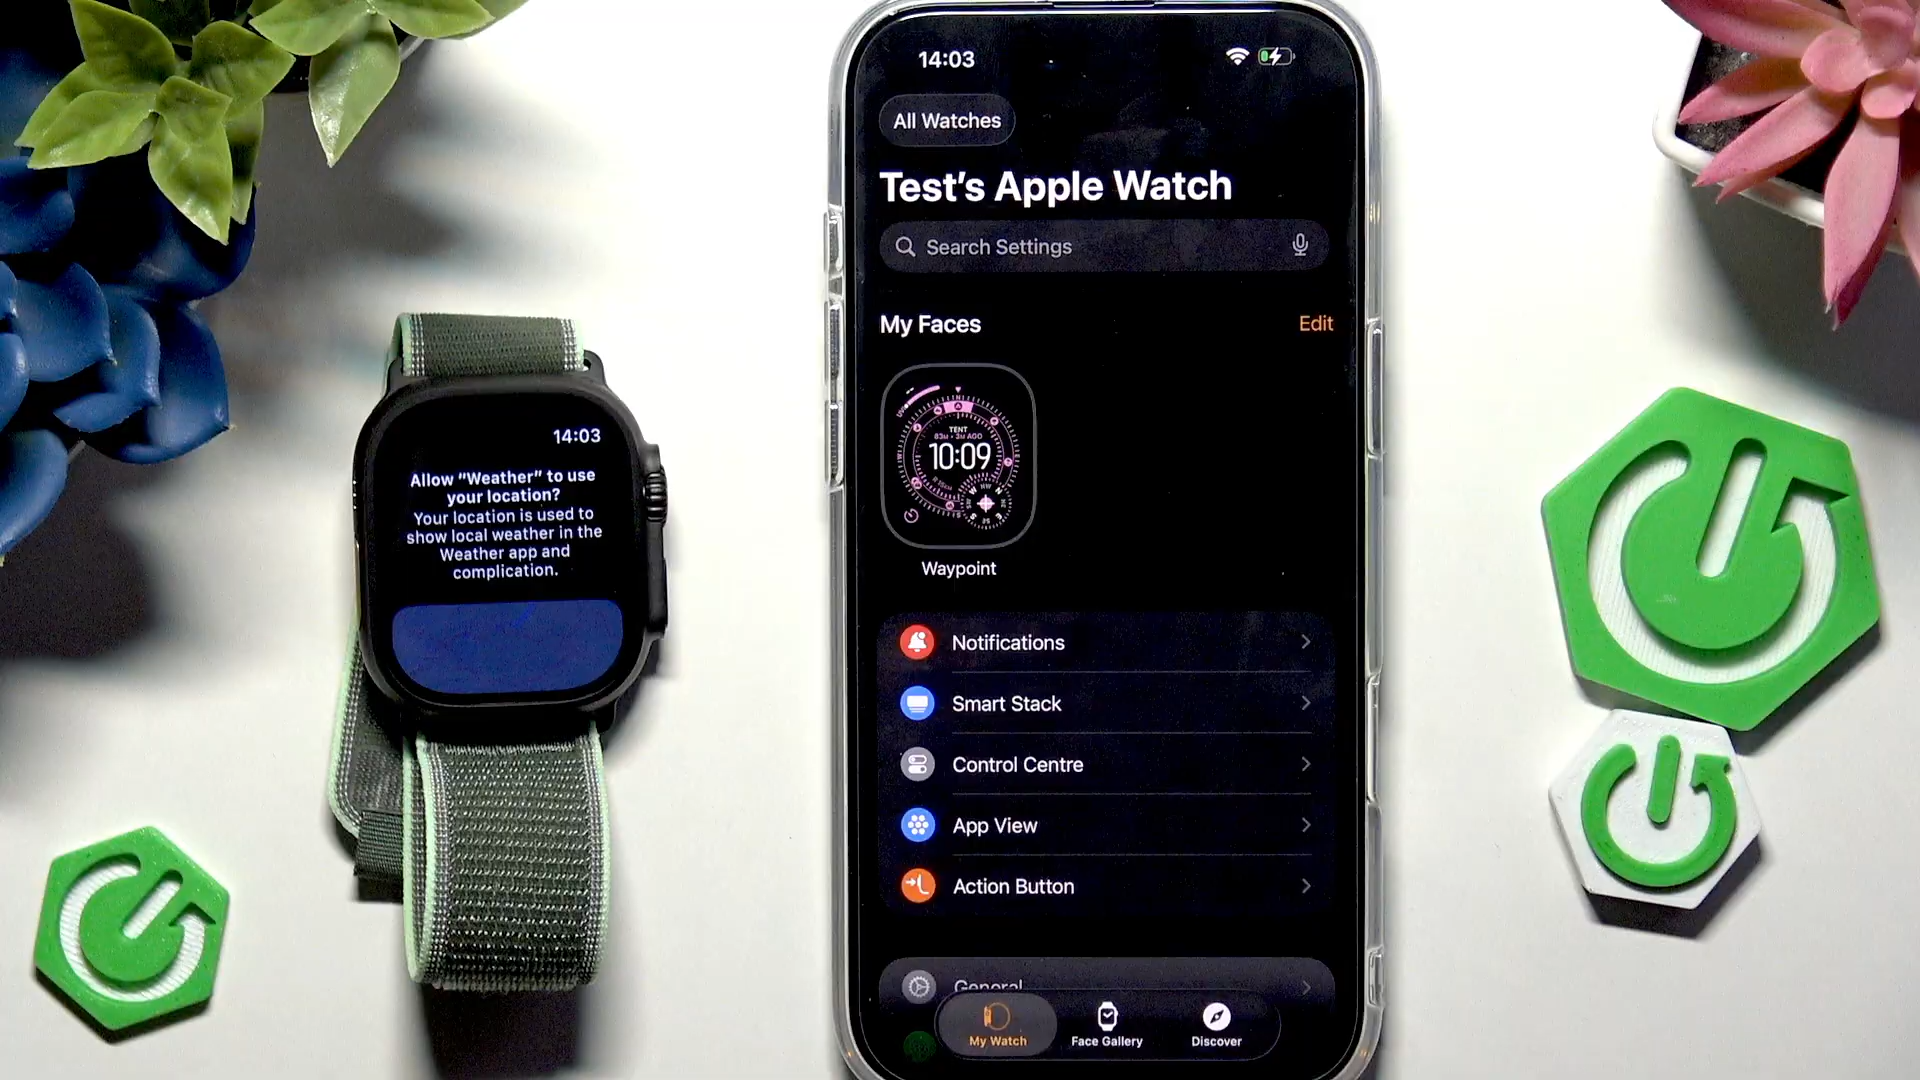 14:03
Allow “Weather” to use
your location?
Your location is used to
show local weather in the
Weather app and
complication.
14:03
All Watches
Test’s Apple Watch
Search Settings
My Faces
Edit
TENT
10:09
Waypoint
Notifications
Smart Stack
Control Centre
App View
Action Button
General
My Watch
Face Gallery
Discover